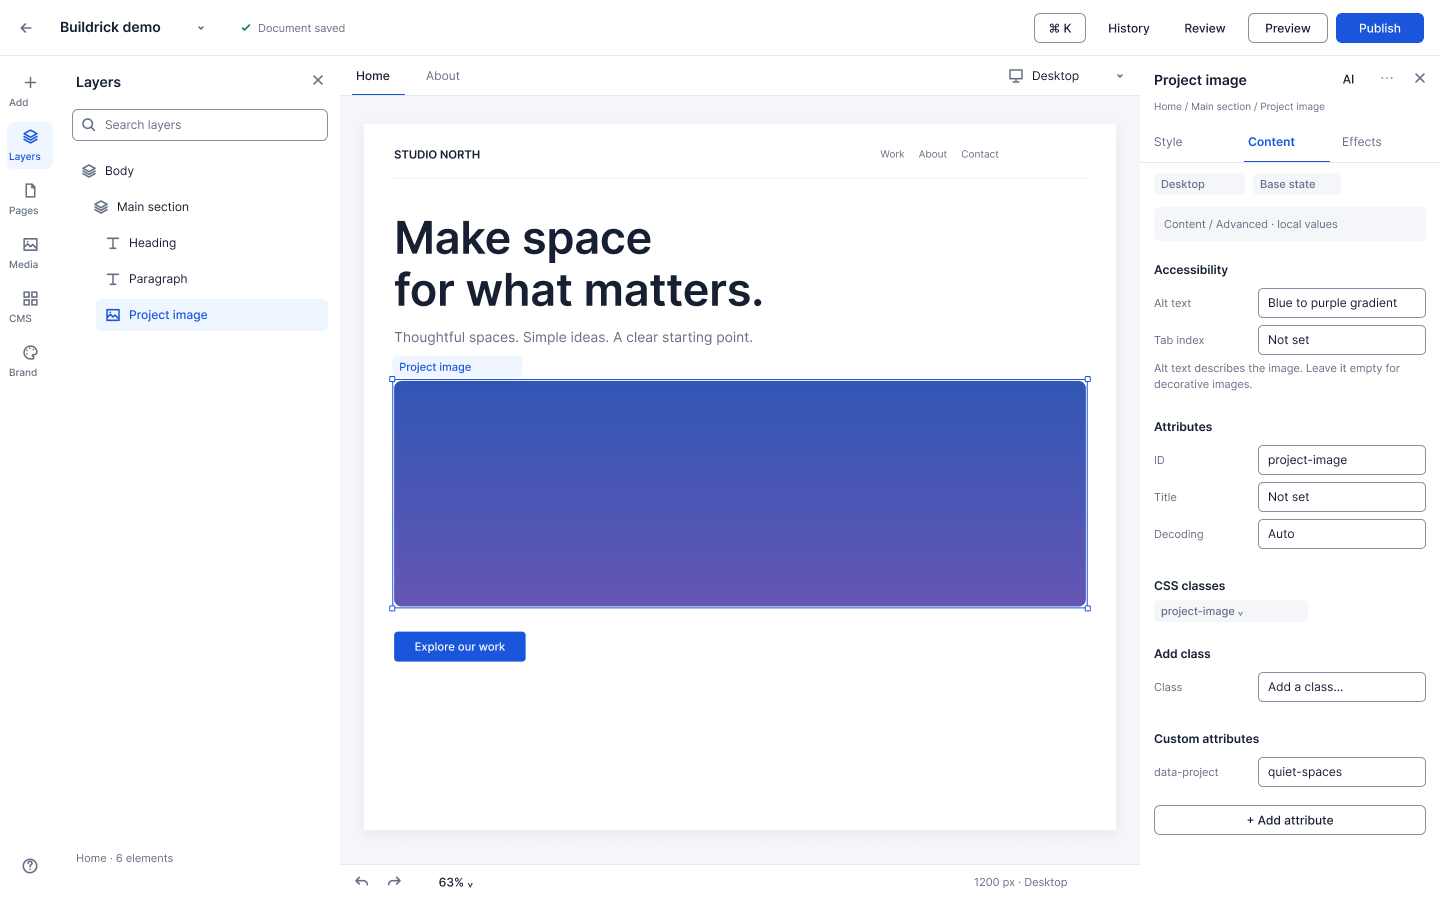 Buildrick demo
Document saved
⌘ K
History
Review
Preview
Publish
Add
Layers
Pages
Media
CMS
Brand
Layers
Search layers
Body
Main section
Heading
Paragraph
Project image
Home · 6 elements
Home
About
Desktop
STUDIO NORTH
Work
About
Contact
Make space
for what matters.
Thoughtful spaces. Simple ideas. A clear starting point.
Project image
Explore our work
63%
1200 px · Desktop
Project image
AI
···
Home / Main section / Project image
Style
Content
Effects
Desktop
Base state
Content / Advanced · local values
Accessibility
Alt text
Blue to purple gradient
Tab index
Not set
Alt text describes the image. Leave it empty for
decorative images.
Attributes
ID
project-image
Title
Not set
Decoding
Auto
CSS classes
project-image
Add class
Class
Add a class...
Custom attributes
data-project
quiet-spaces
+ Add attribute